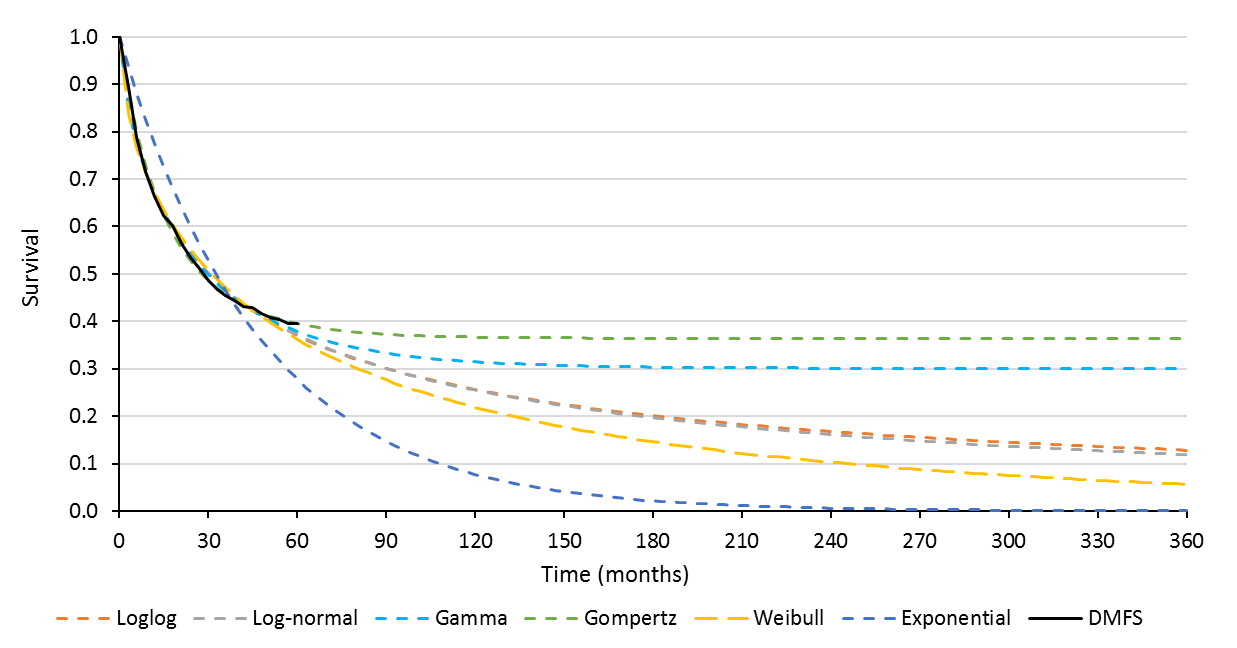 1.0
0.9
0.8
0.7
0.6
0.5
0.4
0.3
0.2
0.1
0.0
Survival
0 30 60 90 120 150 180 210 240 270 300 330 360
Time (months)
Loglog Log-normal Gamma Gompertz Weibull Exponential DMFS